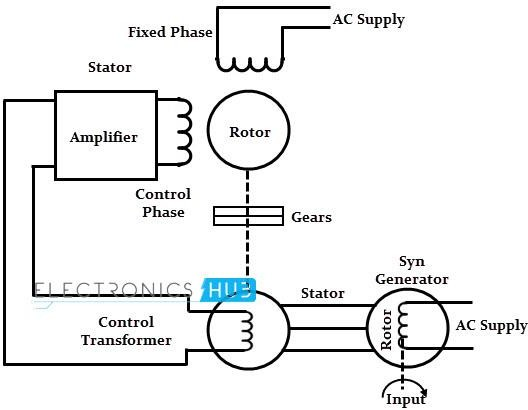 Fixed Phase
AC Supply
Stator
Amplifier
Rotor
Control
Phase
Gears
ELECTRONICS HUB
Syn
Generator
Stator
Control
Transformer
Rotor
AC Supply
Input